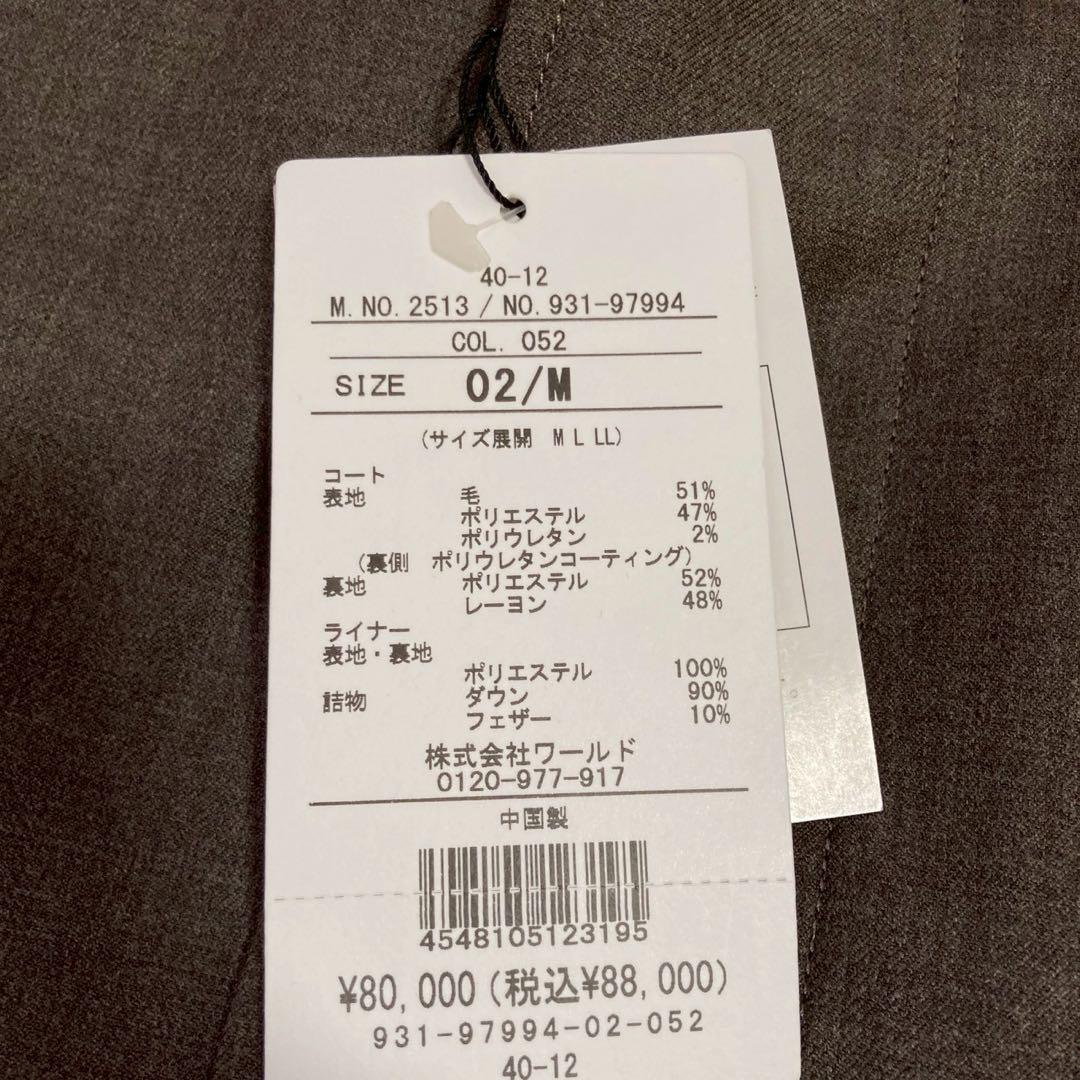 40-12
M.NO.2513 / NO.931-97994
COL. 052
SIZE 02/M
(サイズ展開 M L LL)
コート
表地 毛 51%
ポリエステル 47%
ポリウレタン 2%
(裏側 ポリウレタンコーティング)
裏地 ポリエステル 52%
レーヨン 48%
ライナー
表地・裏地
ポリエステル 100%
詰物 ダウン 90%
フェザー 10%
株式会社ワールド
0120-977-917
中国製
4548105123195
¥80,000(税込¥88,000)
931-97994-02-052
40-12